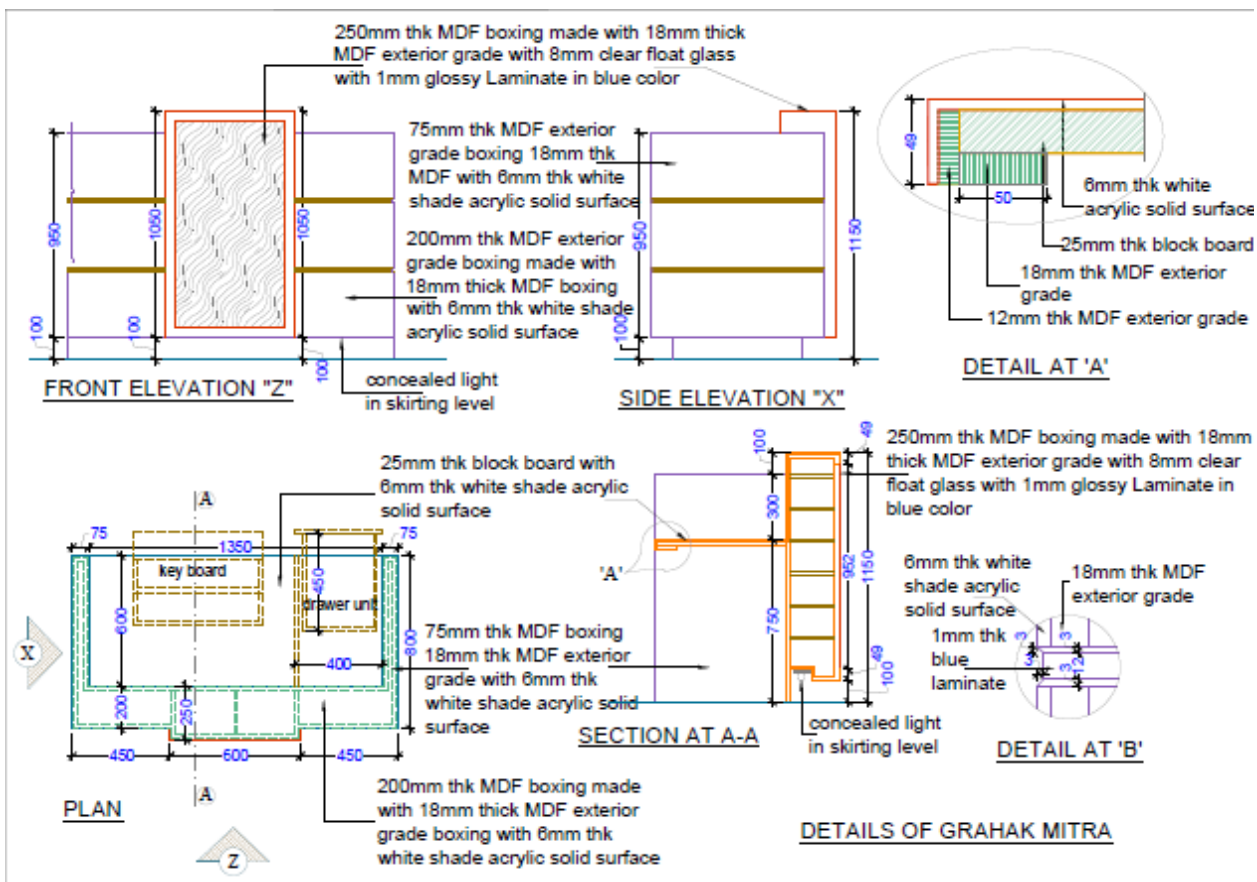 250mm thk MDF boxing made with 18mm thick
MDF exterior grade with 8mm clear float glass
with 1mm glossy Laminate in blue color
75mm thk MDF exterior
grade boxing 18mm thk
MDF with 6mm thk white
shade acrylic solid surface
200mm thk MDF exterior
grade boxing made with
18mm thick MDF boxing
with 6mm thk white shade
acrylic solid surface
950
1050
1050
100
100
100
concealed light
in skirting level
FRONT ELEVATION "Z"
950
1150
100
SIDE ELEVATION "X"
49
50
6mm thk white
acrylic solid surface
25mm thk block board
18mm thk MDF exterior
grade
12mm thk MDF exterior grade
DETAIL AT 'A'
25mm thk block board with
6mm thk white shade acrylic
solid surface
A
75
1350
75
key board
450
drawer unit
600
800
400
200
250
450
600
450
X
A
Z
PLAN
75mm thk MDF boxing
18mm thk MDF exterior
grade with 6mm thk
white shade acrylic solid
surface
200mm thk MDF boxing made
with 18mm thick MDF exterior
grade boxing with 6mm thk
white shade acrylic solid surface
100
49
300
'A'
952
1150
750
49
100
concealed light
in skirting level
SECTION AT A-A
250mm thk MDF boxing made with 18mm
thick MDF exterior grade with 8mm clear
float glass with 1mm glossy Laminate in
blue color
6mm thk white
shade acrylic
solid surface
18mm thk MDF
exterior grade
1mm thk
blue
laminate
3
3
3
12
DETAIL AT 'B'
DETAILS OF GRAHAK MITRA